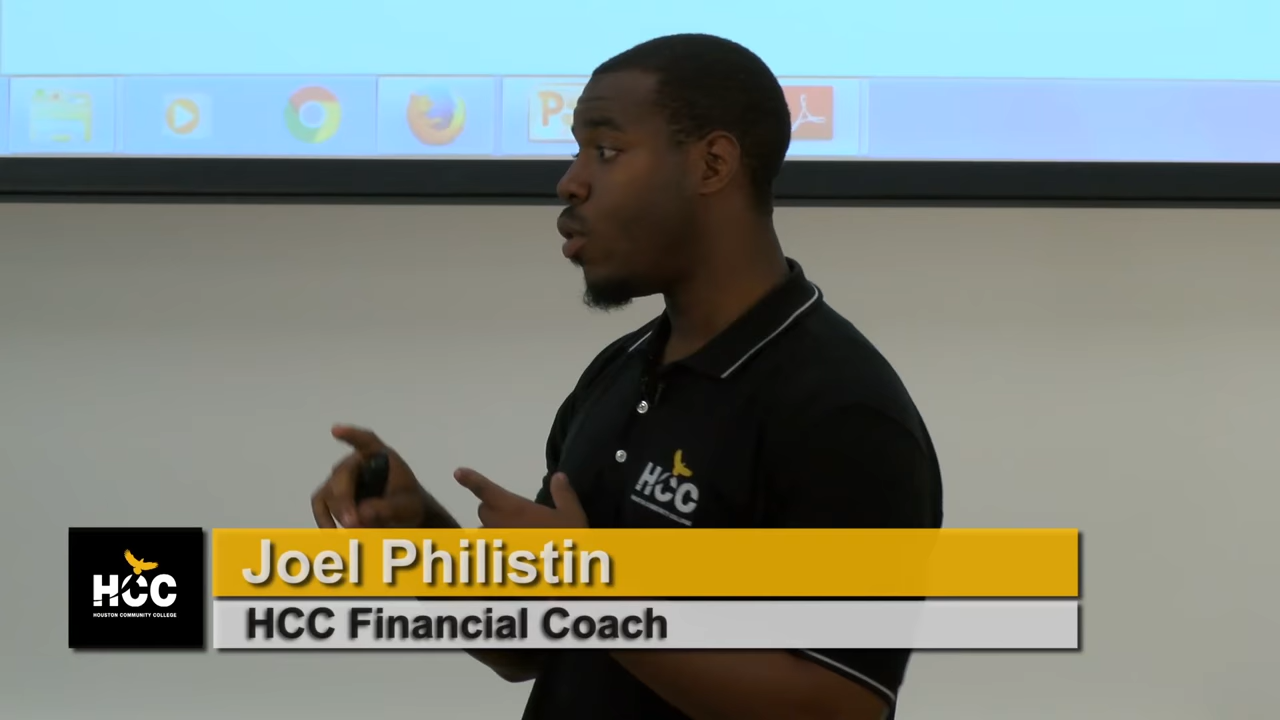 P
HCC
HCC
HOUSTON COMMUNITY COLLEGE
Joel Philistin
HCC Financial Coach